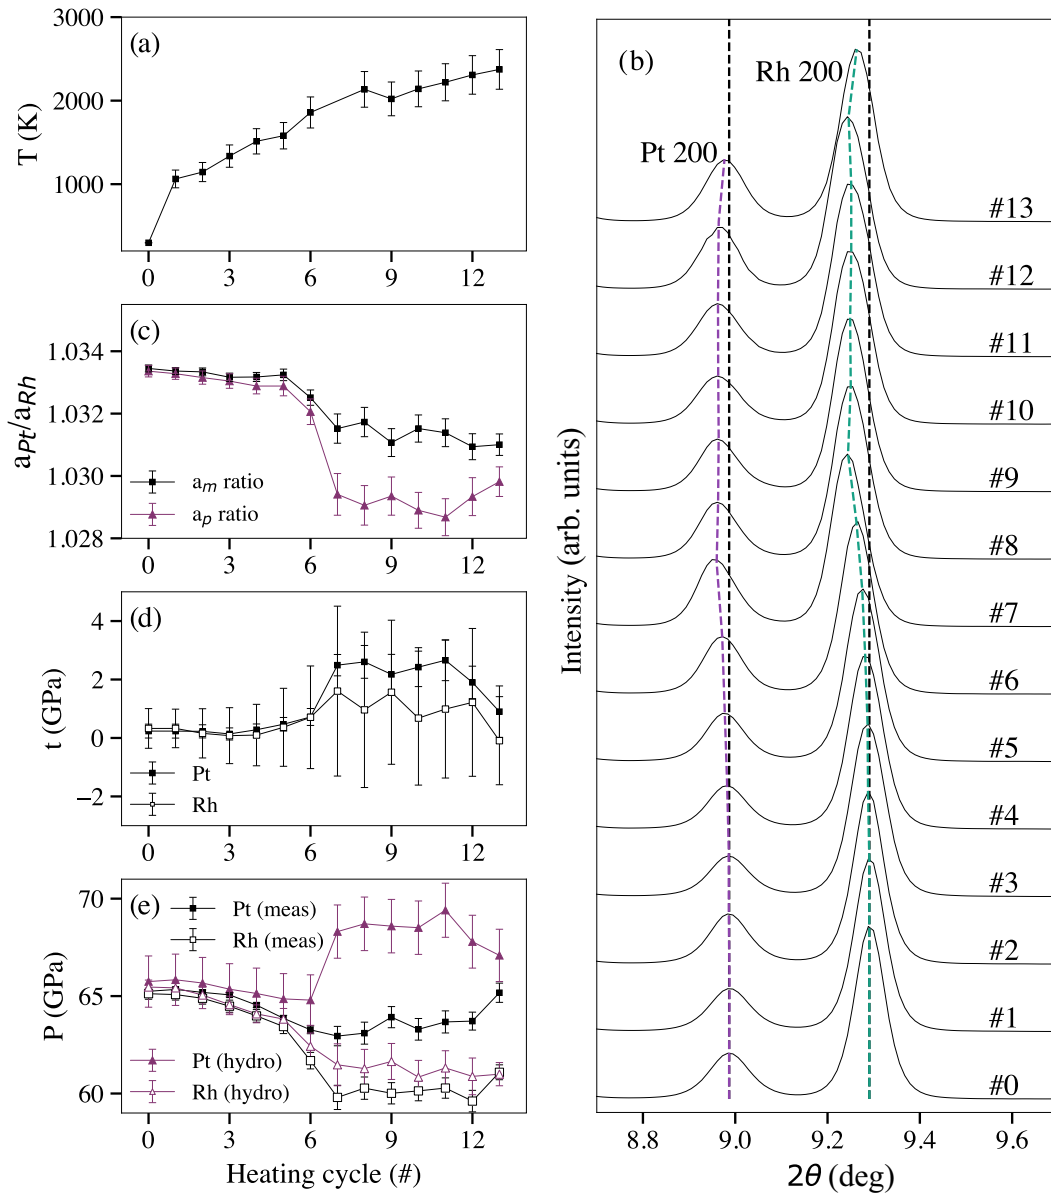 (a)
T (K)
3000
2000
1000
0 3 6 9 12
(c)
a_Pt/a_Rh
1.034
1.032
1.030
1.028
a_m ratio
a_p ratio
0 3 6 9 12
(d)
t (GPa)
4
2
0
−2
Pt
Rh
0 3 6 9 12
(e)
P (GPa)
70
65
60
Pt (meas)
Rh (meas)
Pt (hydro)
Rh (hydro)
0 3 6 9 12
Heating cycle (#)
(b)
Rh 200
Pt 200
Intensity (arb. units)
#13
#12
#11
#10
#9
#8
#7
#6
#5
#4
#3
#2
#1
#0
8.8 9.0 9.2 9.4 9.6
2θ (deg)